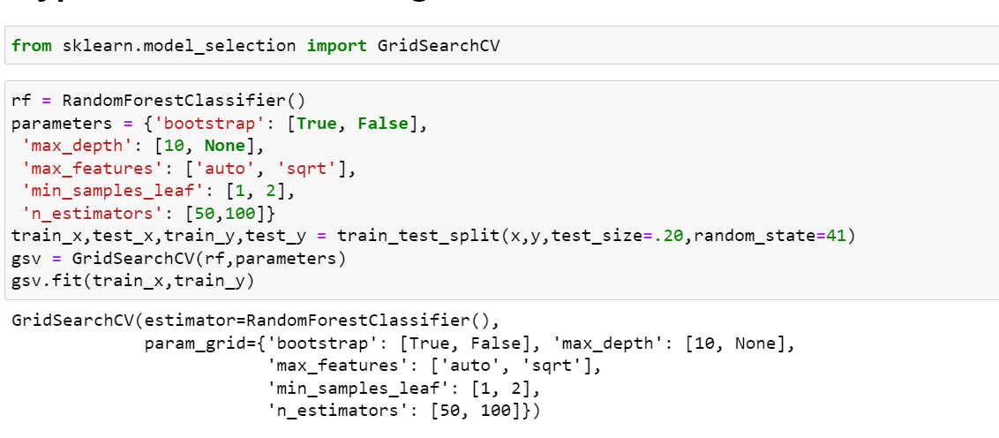 from sklearn.model_selection import GridSearchCV
rf = RandomForestClassifier()
parameters = {'bootstrap': [True, False],
 'max_depth': [10, None],
 'max_features': ['auto', 'sqrt'],
 'min_samples_leaf': [1, 2],
 'n_estimators': [50,100]}
train_x,test_x,train_y,test_y = train_test_split(x,y,test_size=.20,random_state=41)
gsv = GridSearchCV(rf,parameters)
gsv.fit(train_x,train_y)
GridSearchCV(estimator=RandomForestClassifier(),
             param_grid={'bootstrap': [True, False], 'max_depth': [10, None],
                         'max_features': ['auto', 'sqrt'],
                         'min_samples_leaf': [1, 2],
                         'n_estimators': [50, 100]})